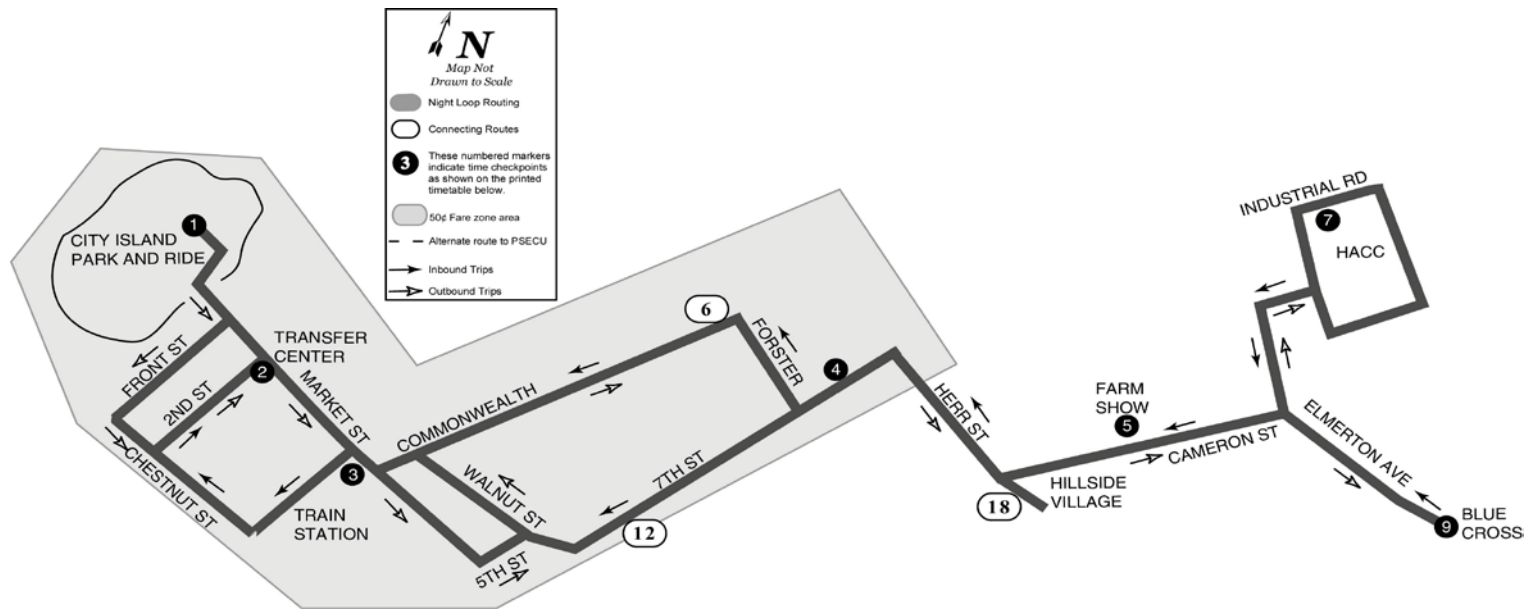 N
Map Not
Drawn to Scale
Night Loop Routing
Connecting Routes
3
These numbered markers
indicate time checkpoints
as shown on the printed
timetable below.
50¢ Fare zone area
Alternate route to PSECU
Inbound Trips
Outbound Trips
1
CITY ISLAND
PARK AND RIDE
FRONT ST
2ND ST
TRANSFER
CENTER
2
MARKET ST
CHESTNUT ST
3
TRAIN
STATION
COMMONWEALTH
WALNUT ST
5TH ST
7TH ST
12
6
FORSTER
4
HERR ST
18
HILLSIDE
VILLAGE
FARM
SHOW
5
CAMERON ST
INDUSTRIAL RD
7
HACC
ELMERTON AVE
9
BLUE
CROSS